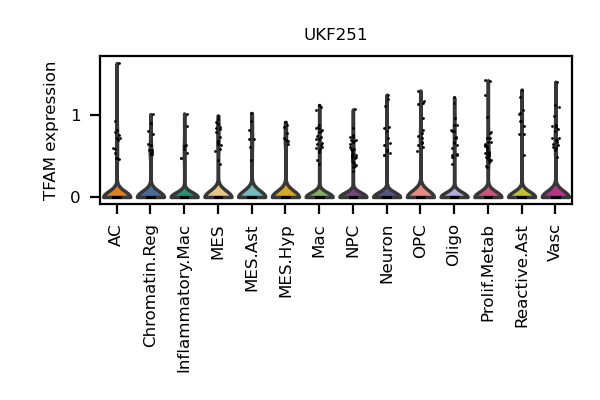 UKF251
TFAM expression
1
0
AC
Chromatin.Reg
Inflammatory.Mac
MES
MES.Ast
MES.Hyp
Mac
NPC
Neuron
OPC
Oligo
Prolif.Metab
Reactive.Ast
Vasc